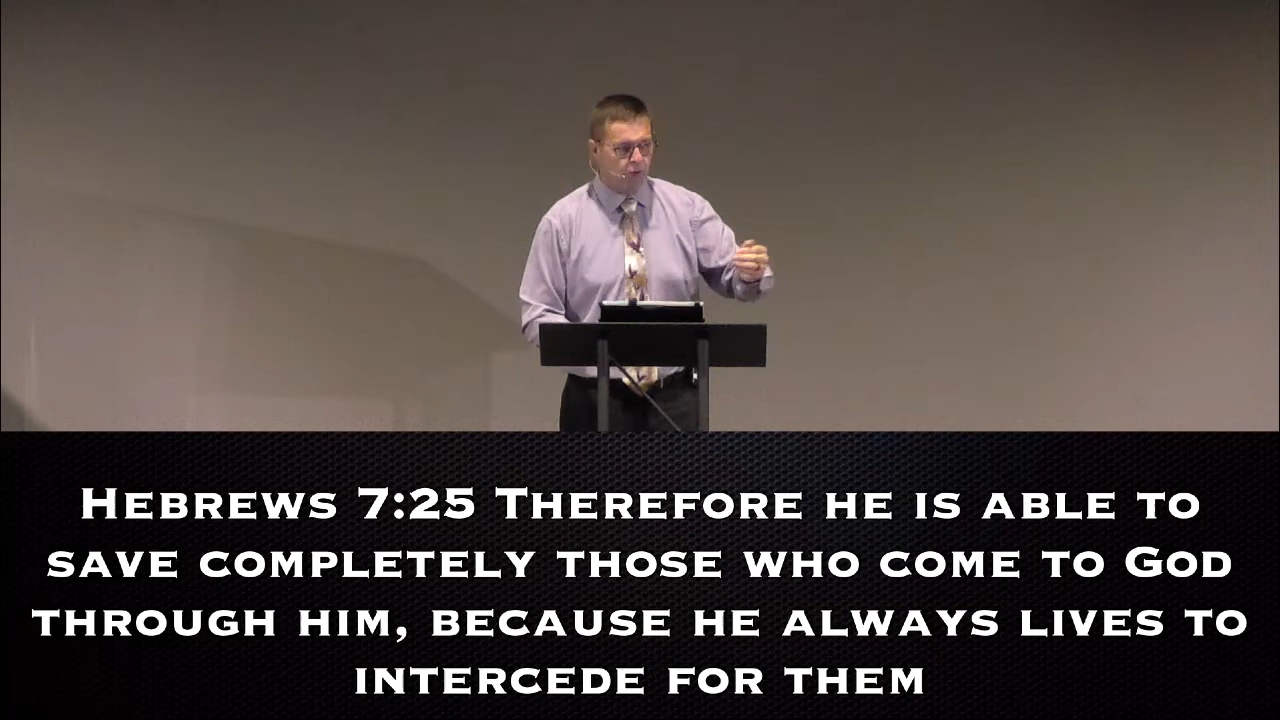 Hebrews 7:25 Therefore he is able to
save completely those who come to God
through him, because he always lives to
intercede for them